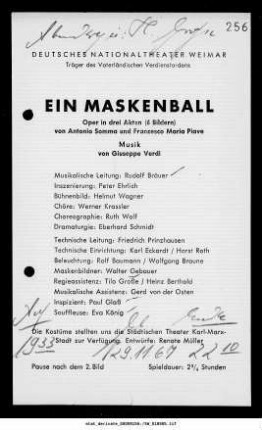 256
DEUTSCHES NATIONALTHEATER WEIMAR
Träger des Vaterländischen Verdienstordens
EIN MASKENBALL
Oper in drei Akten (6 Bildern)
von Antonio Somma und Francesco Maria Piave
Musik
von Giuseppe Verdi
Musikalische Leitung: Rudolf Bräuer
Inszenierung: Peter Ehrlich
Bühnenbild: Helmut Wagner
Chöre: Werner Krassler
Choreographie: Ruth Wolf
Dramaturgie: Eberhard Schmidt
Technische Leitung: Friedrich Prinzhausen
Technische Einrichtung: Karl Eckardt / Horst Rath
Beleuchtung: Rolf Baumann / Wolfgang Braune
Maskenbildner: Walter Gebauer
Regieassistenz: Tilo Große / Heinz Berthold
Musikalische Assistenz: Gerd von der Osten
Inspizient: Paul Glaß
Souffleuse: Eva König
Die Kostüme stellten uns die Städtischen Theater Karl-Marx-
Stadt zur Verfügung. Entwürfe: Renate Müller
Pause nach dem 2. Bild
Spieldauer: 2¾ Stunden